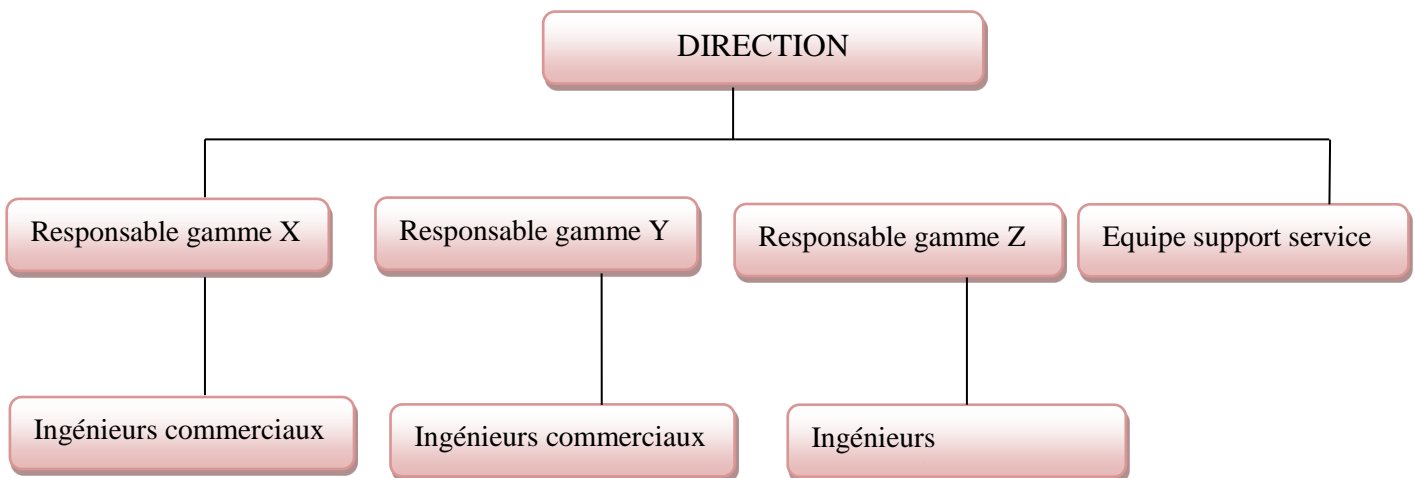 DIRECTION
Responsable gamme X
Responsable gamme Y
Responsable gamme Z
Equipe support service
Ingénieurs commerciaux
Ingénieurs commerciaux
Ingénieurs